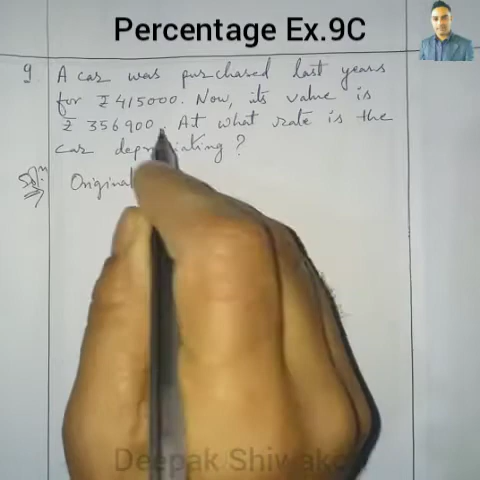 Percentage Ex.9C
9 A car was purchased last years
for ₹ 415000. Now, its value is
₹ 356900. At what rate is the
car depreciating?
Solⁿ Original
Deepak Shiwako